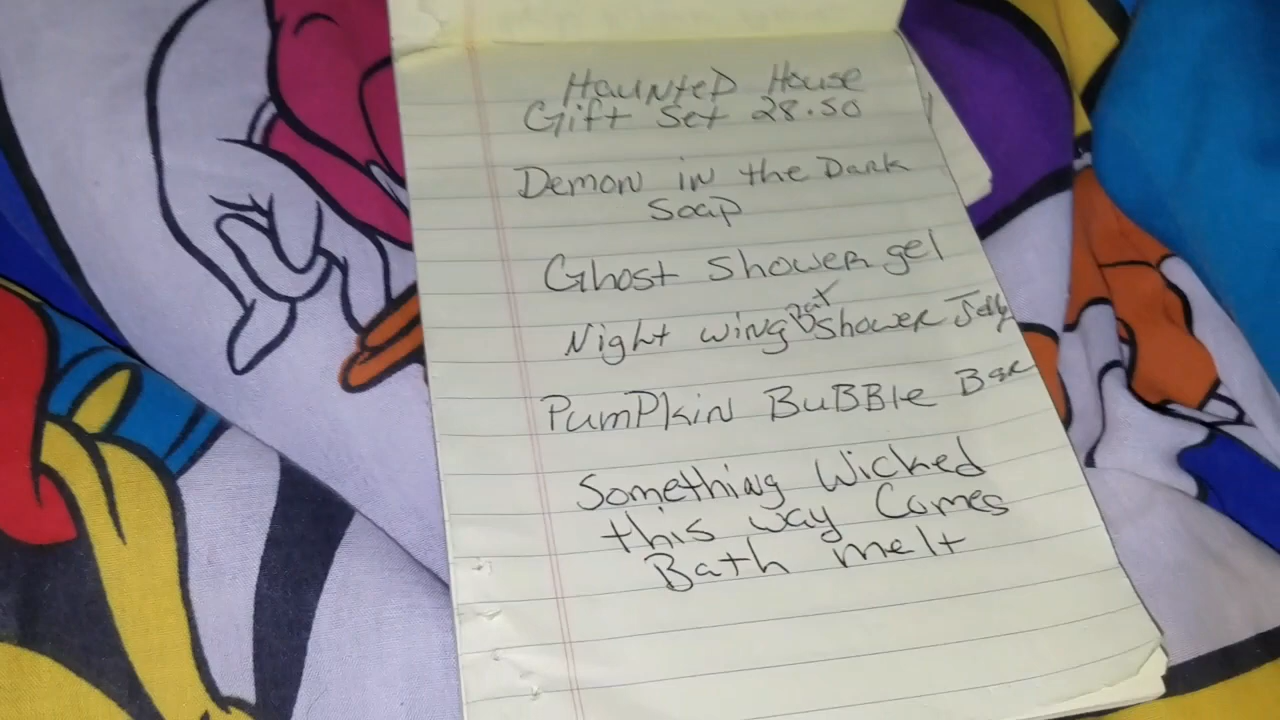 Haunted House
Gift Set 28.50
Demon in the Dark
Soap
Ghost Shower gel
Night wing Bat shower Jelly
Pumpkin Bubble Bar
Something Wicked
this way Comes
Bath melt